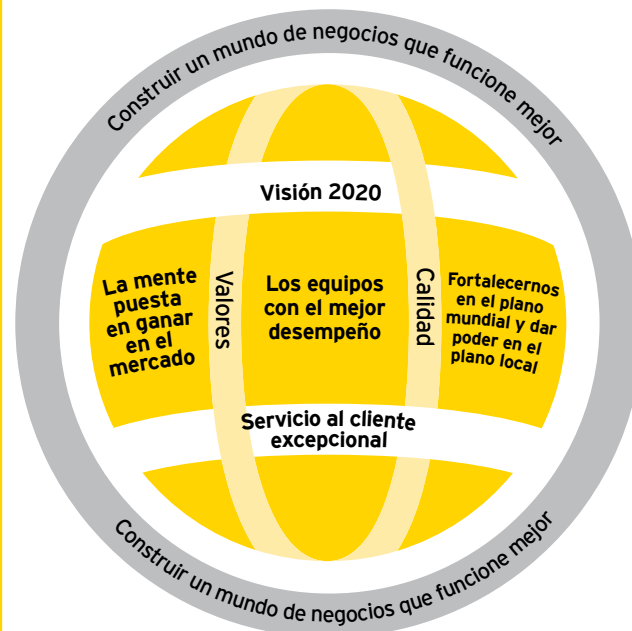 Construir un mundo de negocios que funcione mejor
Visión 2020
La mente
puesta
en ganar
en el
mercado
Valores
Los equipos
con el mejor
desempeño
Calidad
Fortalecernos
en el plano
mundial y dar
poder en el
plano local
Servicio al cliente
excepcional
Construir un mundo de negocios que funcione mejor